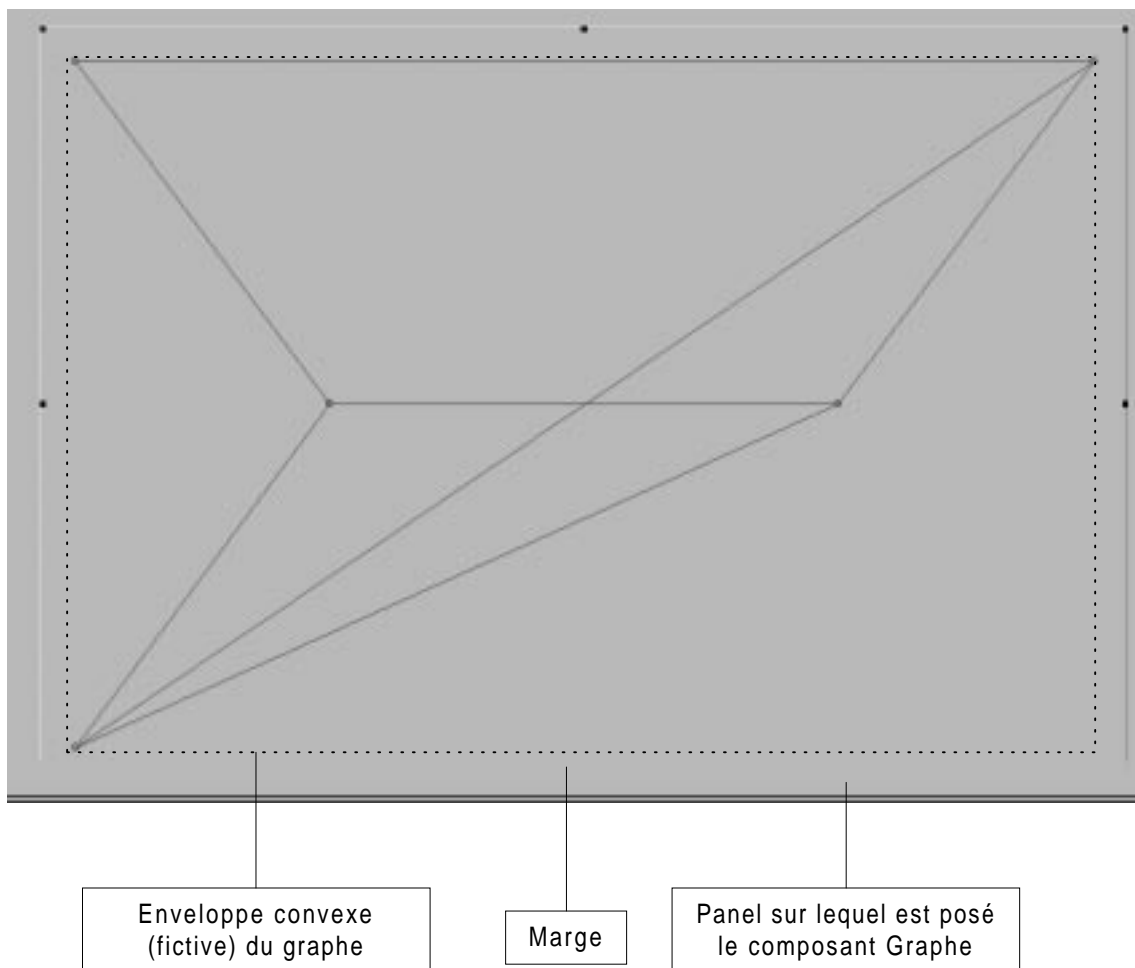 Enveloppe convexe
(fictive) du graphe
Marge
Panel sur lequel est posé
le composant Graphe